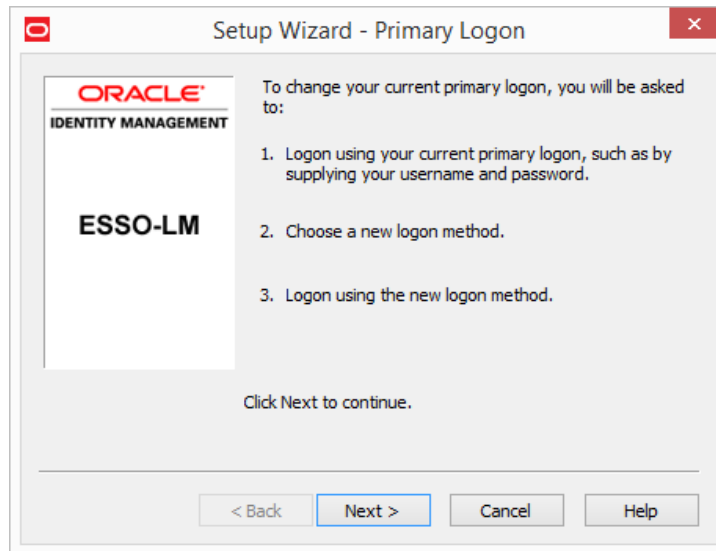 Setup Wizard - Primary Logon
ORACLE®
IDENTITY MANAGEMENT
ESSO-LM
To change your current primary logon, you will be asked
to:
1. Logon using your current primary logon, such as by
supplying your username and password.
2. Choose a new logon method.
3. Logon using the new logon method.
Click Next to continue.
< Back
Next >
Cancel
Help